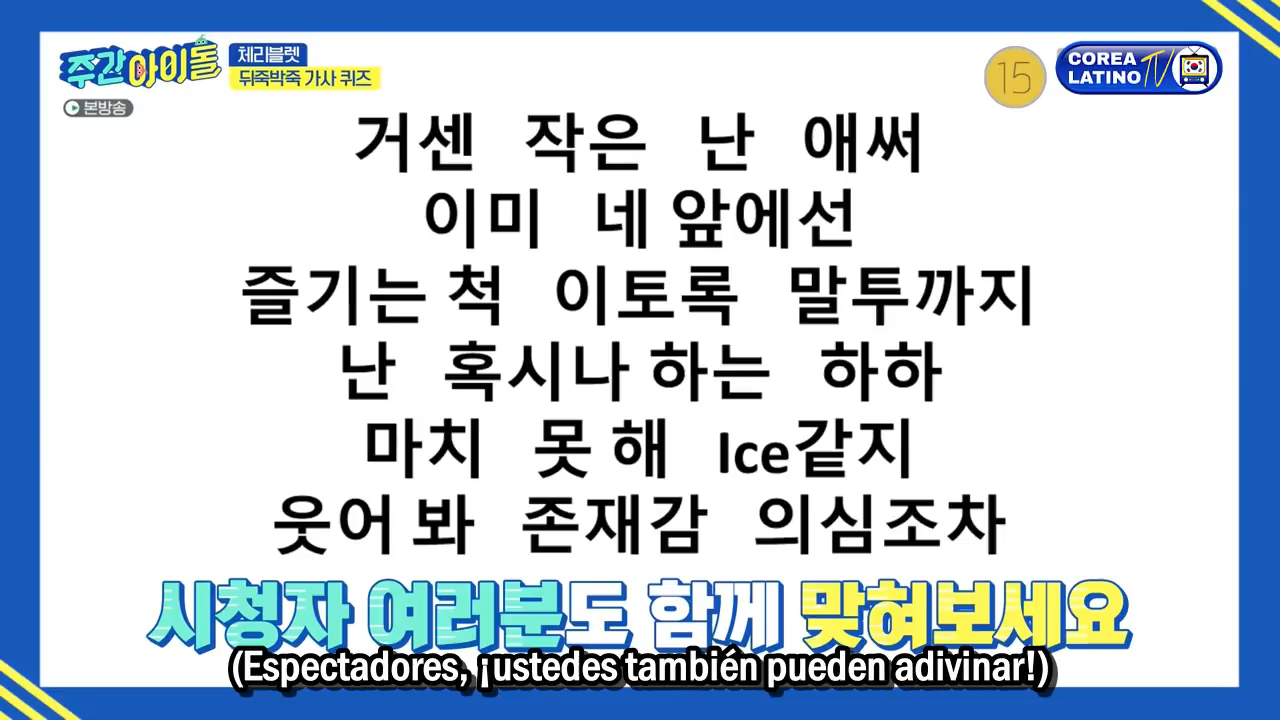 주간아이돌
체리블렛
뒤죽박죽 가사 퀴즈
본방송
15
COREA
LATINO TV
거센 작은 난 애써
이미 네 앞에선
즐기는 척 이토록 말투까지
난 혹시나 하는 하하
마치 못 해 Ice같지
웃어 봐 존재감 의심조차
시청자 여러분도 함께 맞혀보세요
(Espectadores, ¡ustedes también pueden adivinar!)